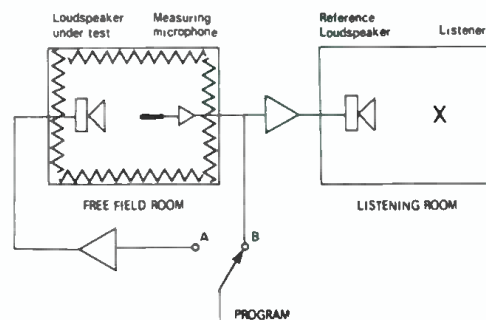 Loudspeaker
under test
Measuring
microphone
Reference
Loudspeaker
Listener
X
FREE FIELD ROOM
LISTENING ROOM
A
B
PROGRAM